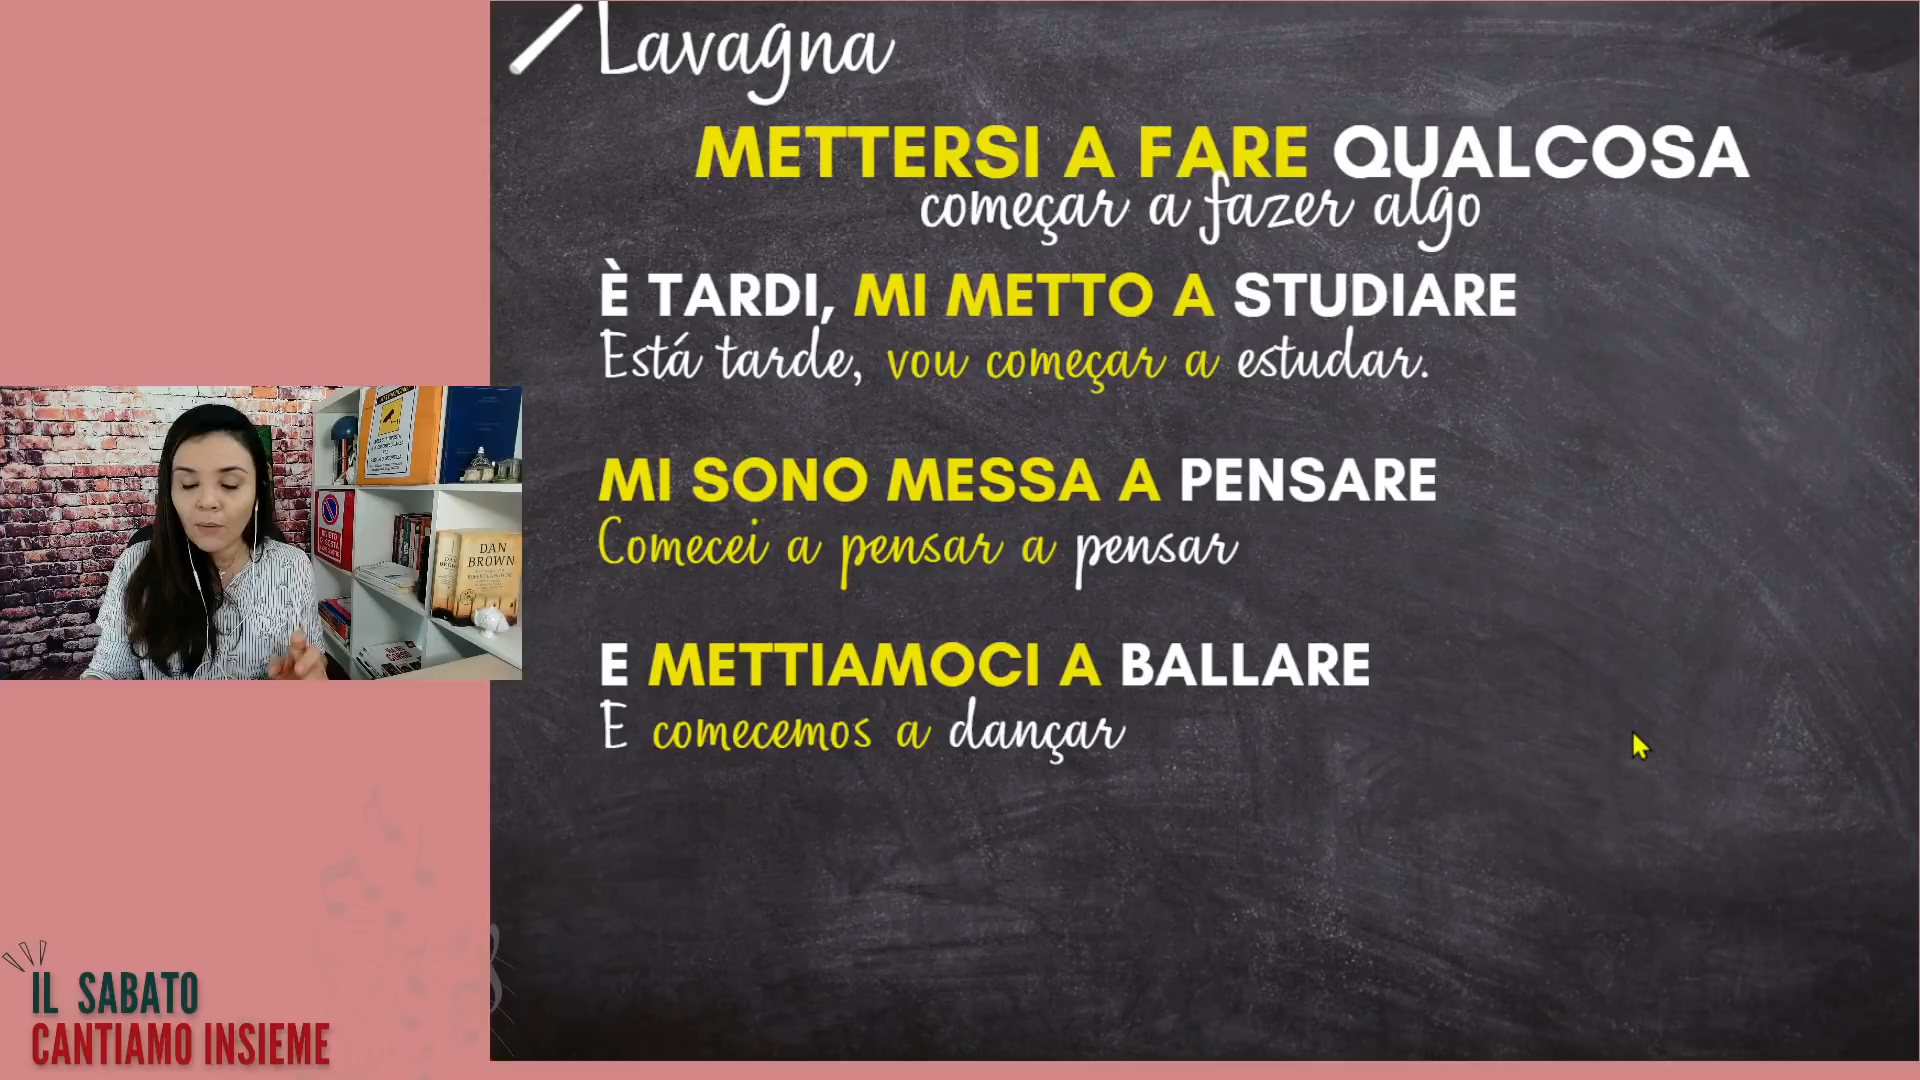 Lavagna
METTERSI A FARE QUALCOSA
começar a fazer algo
È TARDI, MI METTO A STUDIARE
Está tarde, vou começar a estudar.
MI SONO MESSA A PENSARE
Comecei a pensar a pensar
E METTIAMOCI A BALLARE
E comecemos a dançar
DAN
BROWN
IL SABATO
CANTIAMO INSIEME